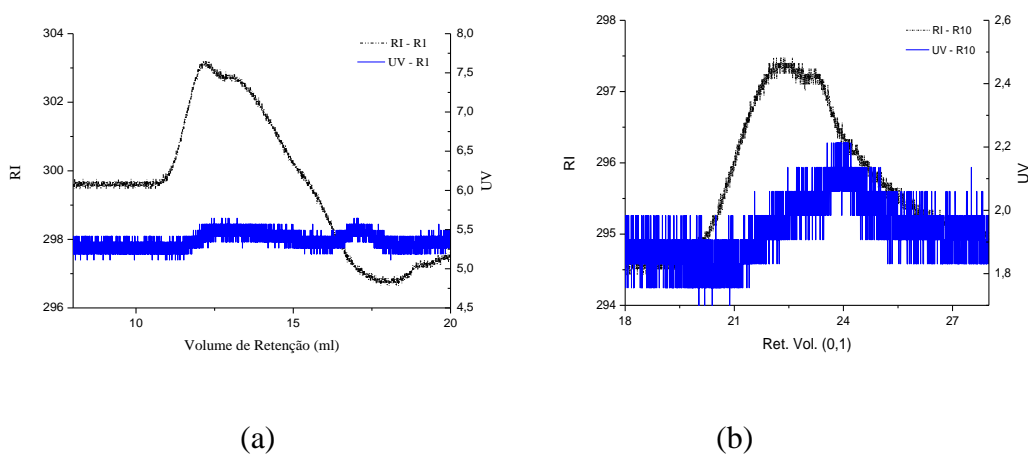 304
302
300
298
296
RI
8,0
7,5
7,0
6,5
6,0
5,5
5,0
4,5
UV
RI - R1
UV - R1
10
15
20
Volume de Retenção (ml)
(a)
298
297
296
295
294
RI
2,6
2,4
2,2
2,0
1,8
UV
RI - R10
UV - R10
18
21
24
27
Ret. Vol. (0,1)
(b)